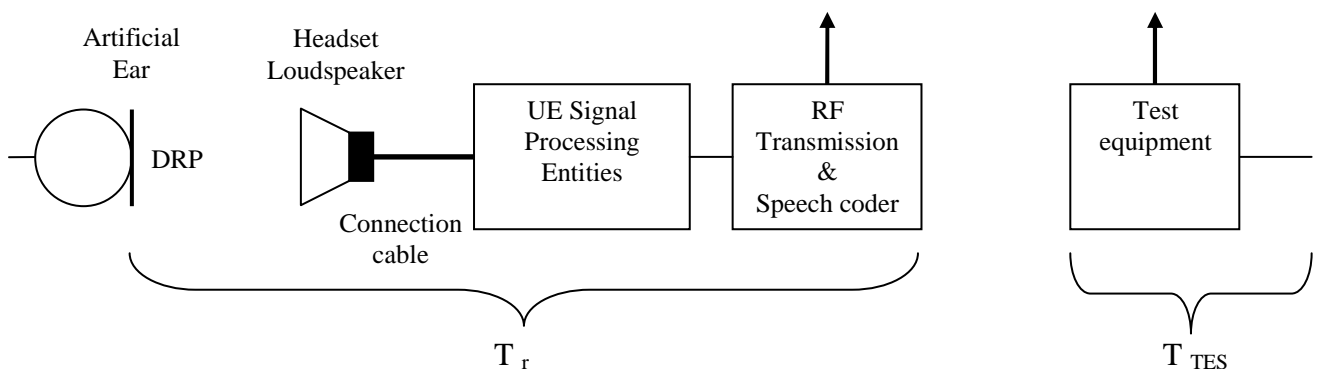 Artificial
Ear
DRP
Headset
Loudspeaker
Connection
cable
UE Signal
Processing
Entities
RF
Transmission
&
Speech coder
Test
equipment
T r
T TES